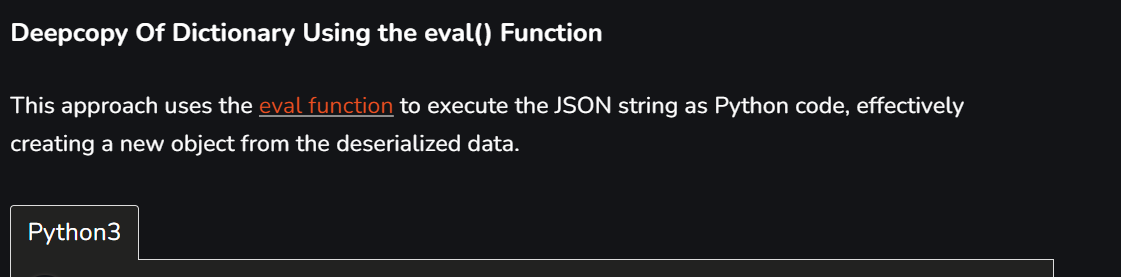 Deepcopy Of Dictionary Using the eval() Function
This approach uses the eval function to execute the JSON string as Python code, effectively
creating a new object from the deserialized data.
Python3